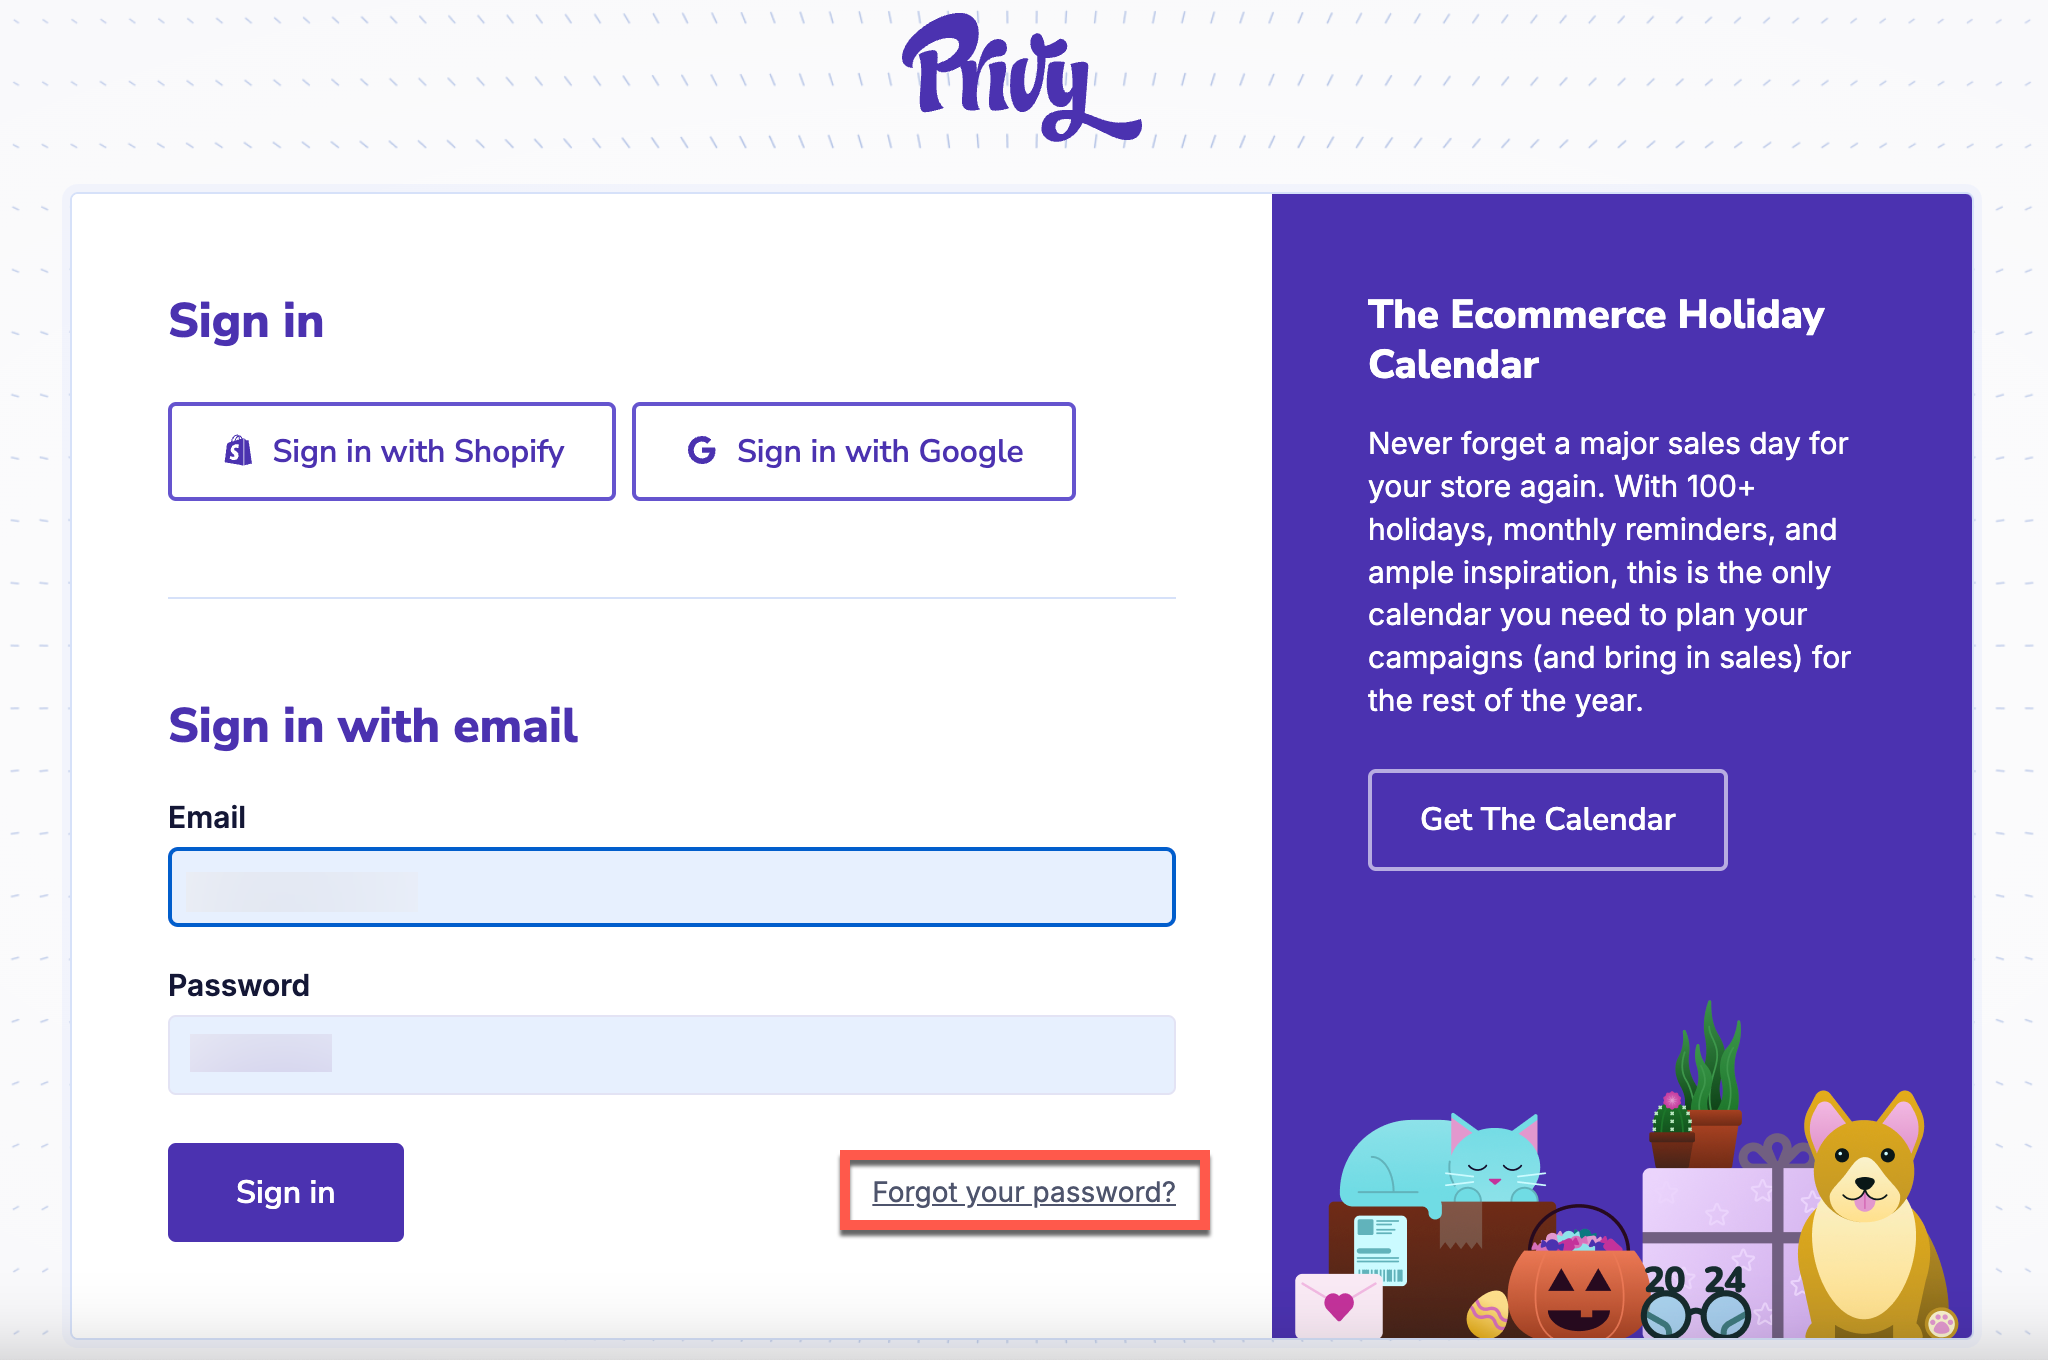 Privy
Sign in
Sign in with Shopify
Sign in with Google
Sign in with email
Email
Password
Sign in
Forgot your password?
The Ecommerce Holiday
Calendar
Never forget a major sales day for
your store again. With 100+
holidays, monthly reminders, and
ample inspiration, this is the only
calendar you need to plan your
campaigns (and bring in sales) for
the rest of the year.
Get The Calendar
20 24